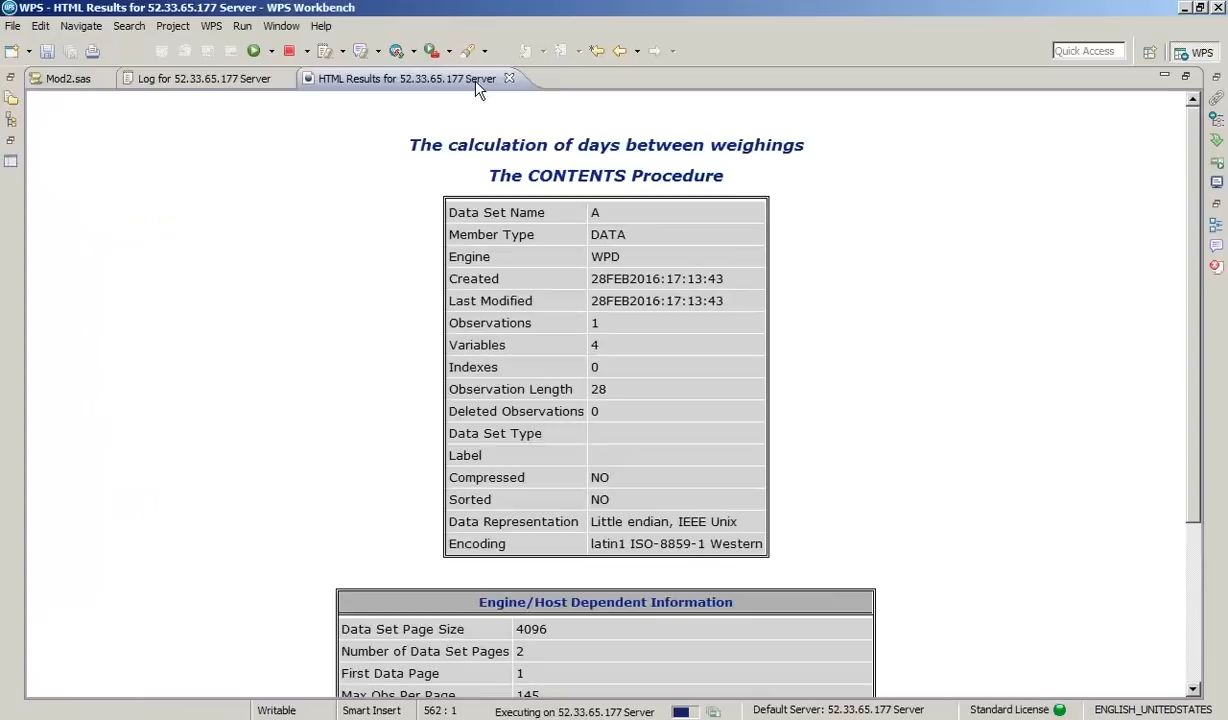 WPS - HTML Results for 52.33.65.177 Server - WPS Workbench
File Edit Navigate Search Project WPS Run Window Help
Quick Access
WPS
Mod2.sas
Log for 52.33.65.177 Server
HTML Results for 52.33.65.177 Server
The calculation of days between weighings
The CONTENTS Procedure
Data Set Name A
Member Type DATA
Engine WPD
Created 28FEB2016:17:13:43
Last Modified 28FEB2016:17:13:43
Observations 1
Variables 4
Indexes 0
Observation Length 28
Deleted Observations 0
Data Set Type
Label
Compressed NO
Sorted NO
Data Representation Little endian, IEEE Unix
Encoding latin1 ISO-8859-1 Western
Engine/Host Dependent Information
Data Set Page Size 4096
Number of Data Set Pages 2
First Data Page 1
Max Obs Per Page 145
Writable Smart Insert 562 : 1 Executing on 52.33.65.177 Server Default Server: 52.33.65.177 Server Standard License ENGLISH_UNITEDSTATES